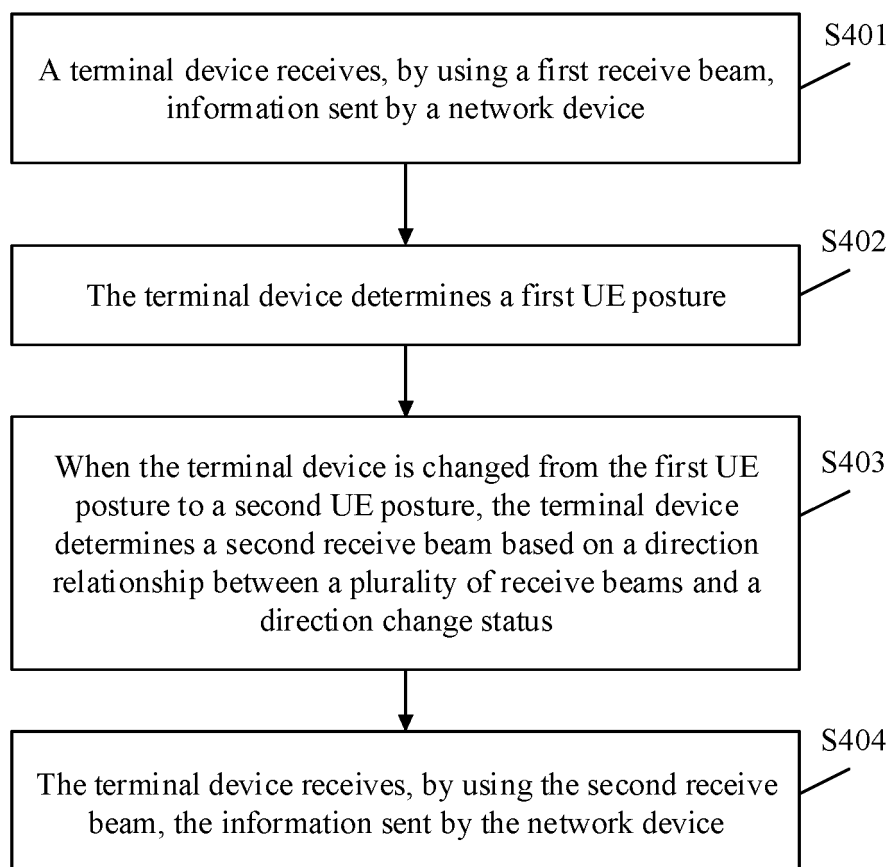 S401
A terminal device receives, by using a first receive beam,
information sent by a network device
S402
The terminal device determines a first UE posture
S403
When the terminal device is changed from the first UE
posture to a second UE posture, the terminal device
determines a second receive beam based on a direction
relationship between a plurality of receive beams and a
direction change status
S404
The terminal device receives, by using the second receive
beam, the information sent by the network device